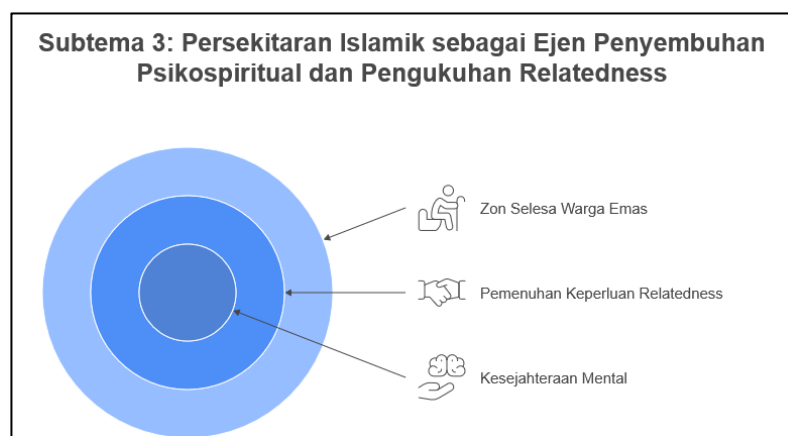 Subtema 3: Persekitaran Islamik sebagai Ejen Penyembuhan
Psikospiritual dan Pengukuhan Relatedness
Zon Selesa Warga Emas
Pemenuhan Keperluan Relatedness
Kesejahteraan Mental